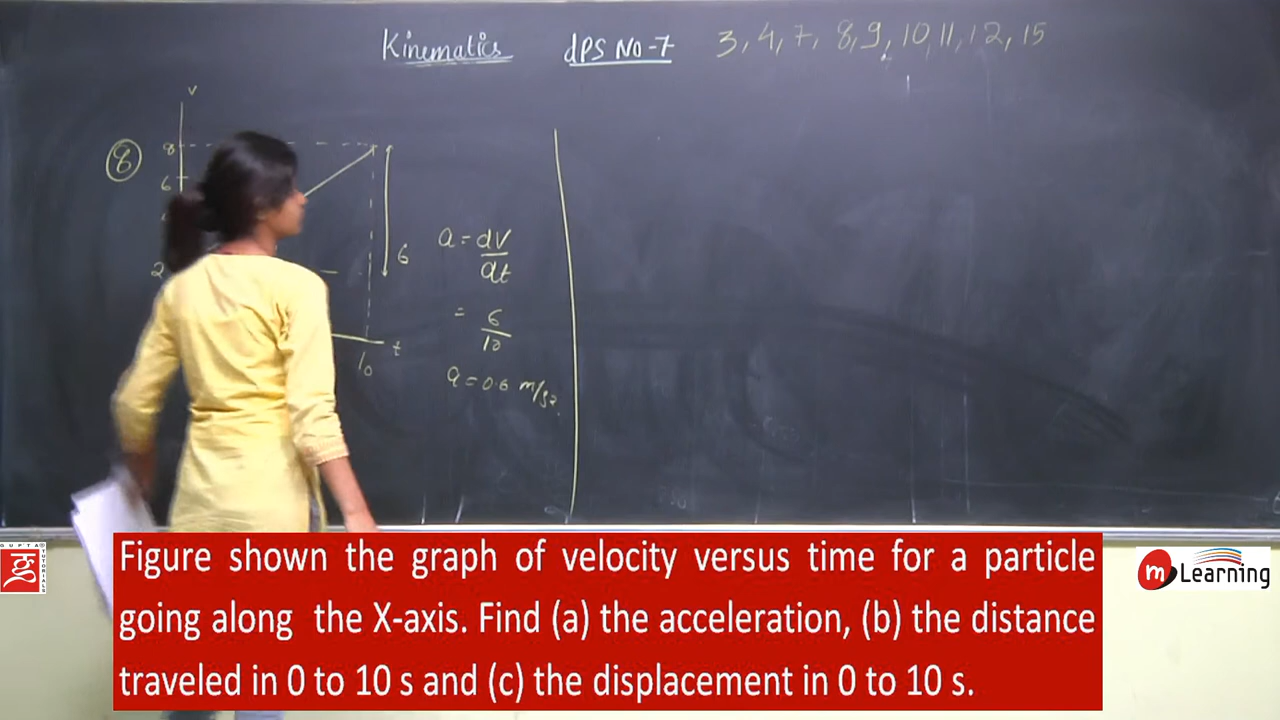 Kinematics dPS No-7 3, 4, 7, 8, 9, 10, 11, 12, 15
v
8
8
6
2
6
t
10
a = dv
dt
= 6
10
a = 0.6 m/s2.
Figure shown the graph of velocity versus time for a particle
going along the X-axis. Find (a) the acceleration, (b) the distance
traveled in 0 to 10 s and (c) the displacement in 0 to 10 s.
GUPTA
TUTORIALS
m Learning